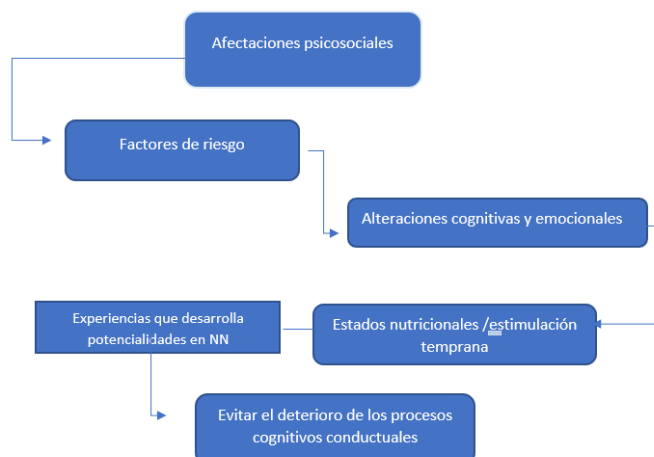 Afectaciones psicosociales
Factores de riesgo
Alteraciones cognitivas y emocionales
Experiencias que desarrolla
potencialidades en NN
Estados nutricionales /estimulación
temprana
Evitar el deterioro de los procesos
cognitivos conductuales